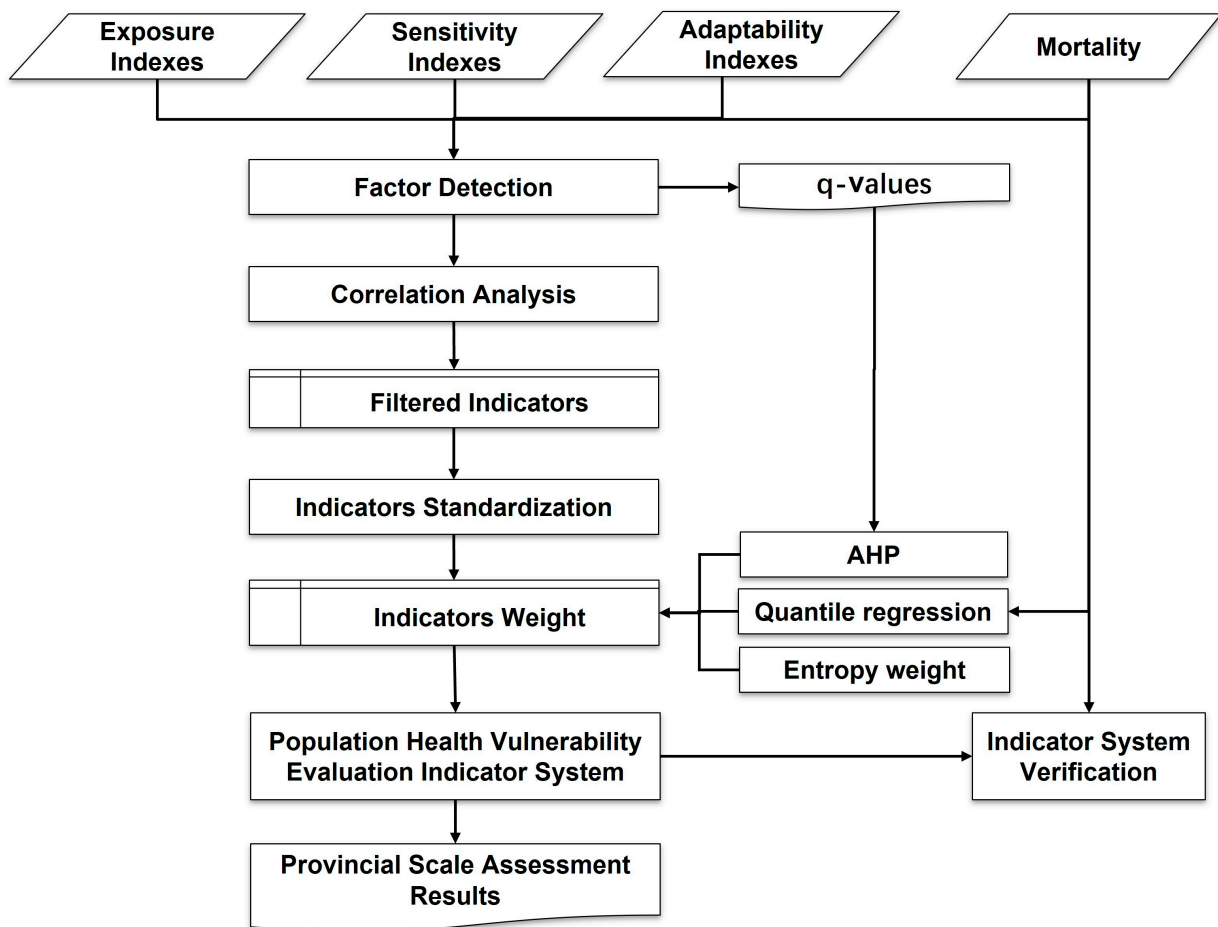 Exposure
Indexes
Sensitivity
Indexes
Adaptability
Indexes
Mortality
Factor Detection
q-values
Correlation Analysis
Filtered Indicators
Indicators Standardization
AHP
Indicators Weight
Quantile regression
Entropy weight
Population Health Vulnerability
Evaluation Indicator System
Indicator System
Verification
Provincial Scale Assessment
Results